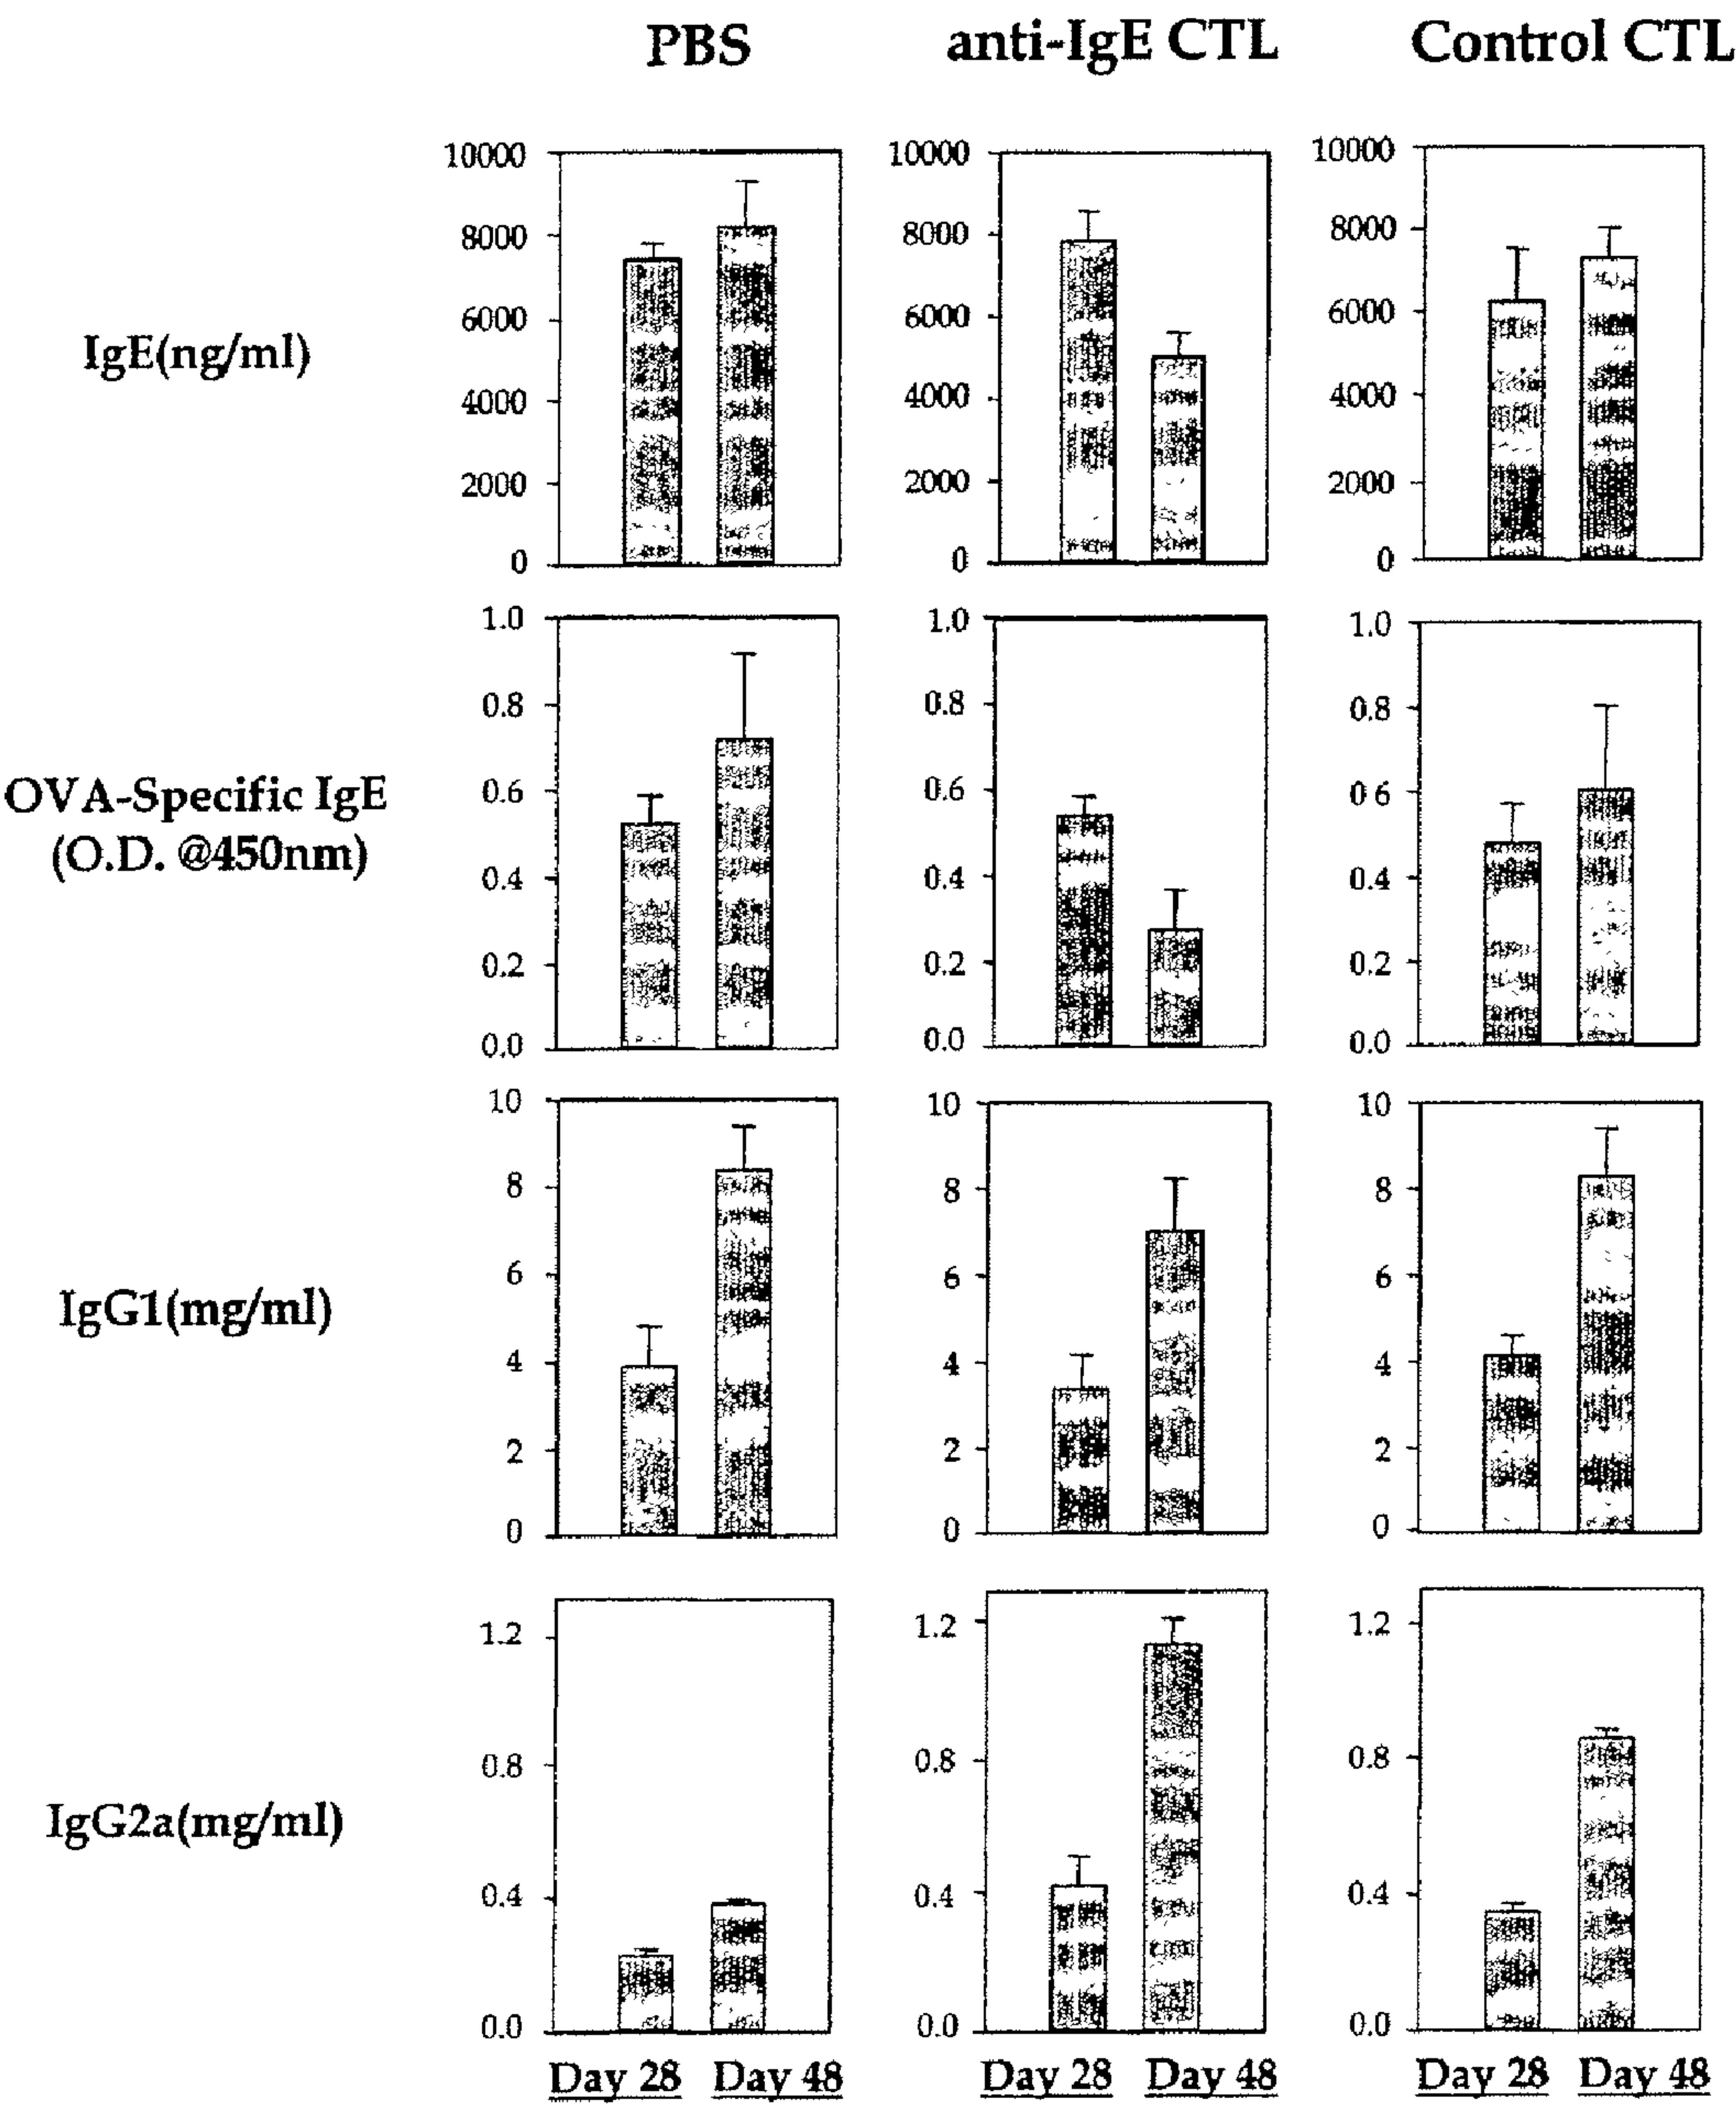 PBS anti-IgE CTL Control CTL
10000 10000 10000
8000 8000 8000
6000 6000 6000
IgE(ng/ml)
4000 4000 4000
2000 2000 2000
0 0 0
1.0 1.0 1.0
0.8 0.8 0.8
OVA-Specific IgE 0.6 0.6 0.6
(O.D. @450nm)
0.4 0.4 0.4
0.2 0.2 0.2
0.0 0.0 0.0
10 10 10
8 8 8
6 6 6
IgG1(mg/ml)
4 4 4
2 2 2
0 0 0
1.2 1.2 1.2
0.8 0.8 0.8
IgG2a(mg/ml)
0.4 0.4 0.4
0.0 0.0 0.0
Day 28 Day 48 Day 28 Day 48 Day 28 Day 48